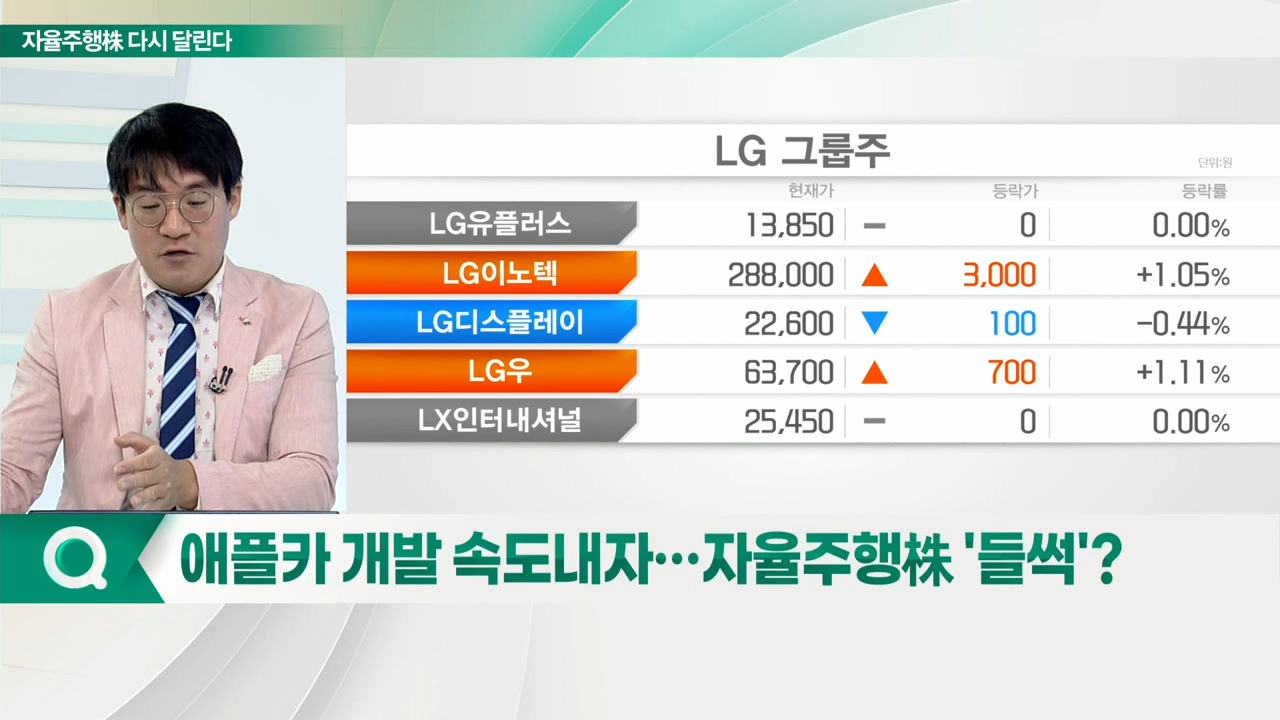 자율주행株 다시 달린다
LG 그룹주
단위:원
현재가 등락가 등락률
LG유플러스 13,850 - 0 0.00%
LG이노텍 288,000 ▲ 3,000 +1.05%
LG디스플레이 22,600 ▼ 100 -0.44%
LG우 63,700 ▲ 700 +1.11%
LX인터내셔널 25,450 - 0 0.00%
애플카 개발 속도내자…자율주행株 '들썩'?